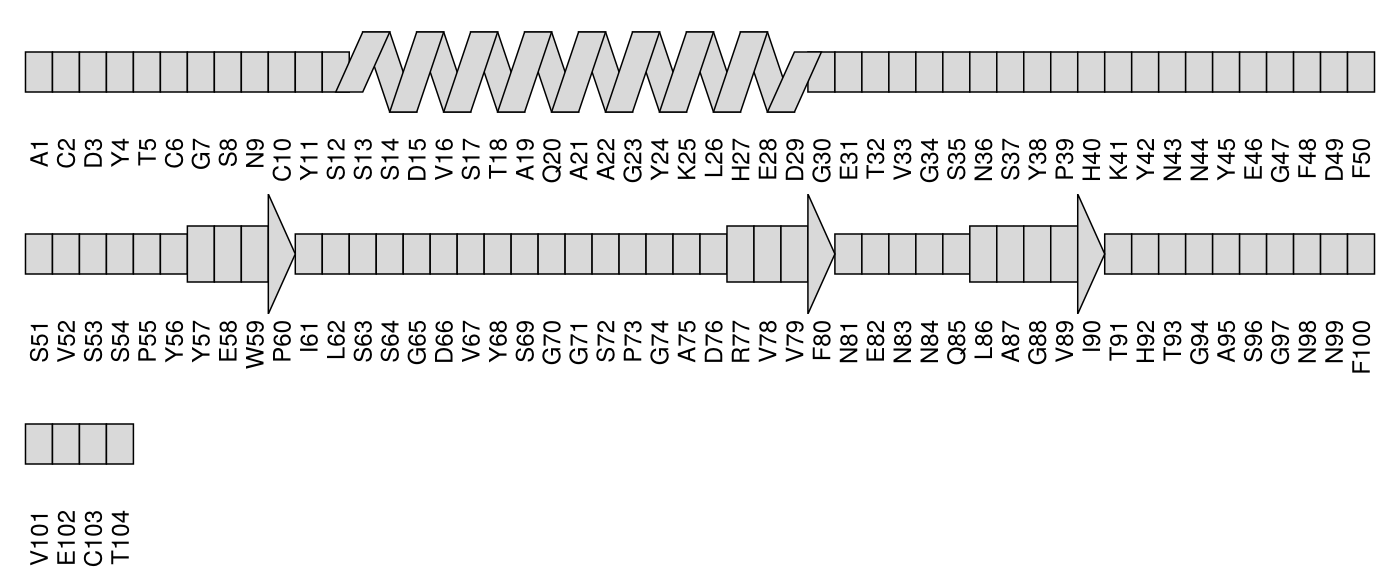 A1 C2 D3 Y4 T5 C6 G7 S8 N9 C10 Y11 S12 S13 S14 D15 V16 S17 T18 A19 Q20 A21 A22 G23 Y24 K25 L26 H27 E28 D29 G30 E31 T32 V33 G34 S35 N36 S37 Y38 P39 H40 K41 Y42 N43 N44 Y45 E46 G47 F48 D49 F50
S51 V52 S53 S54 P55 Y56 Y57 E58 W59 P60 I61 L62 S63 S64 G65 D66 V67 Y68 S69 G70 G71 S72 P73 G74 A75 D76 R77 V78 V79 F80 N81 E82 N83 N84 Q85 L86 A87 G88 V89 I90 T91 H92 T93 G94 A95 S96 G97 N98 N99 F100
V101 E102 C103 T104